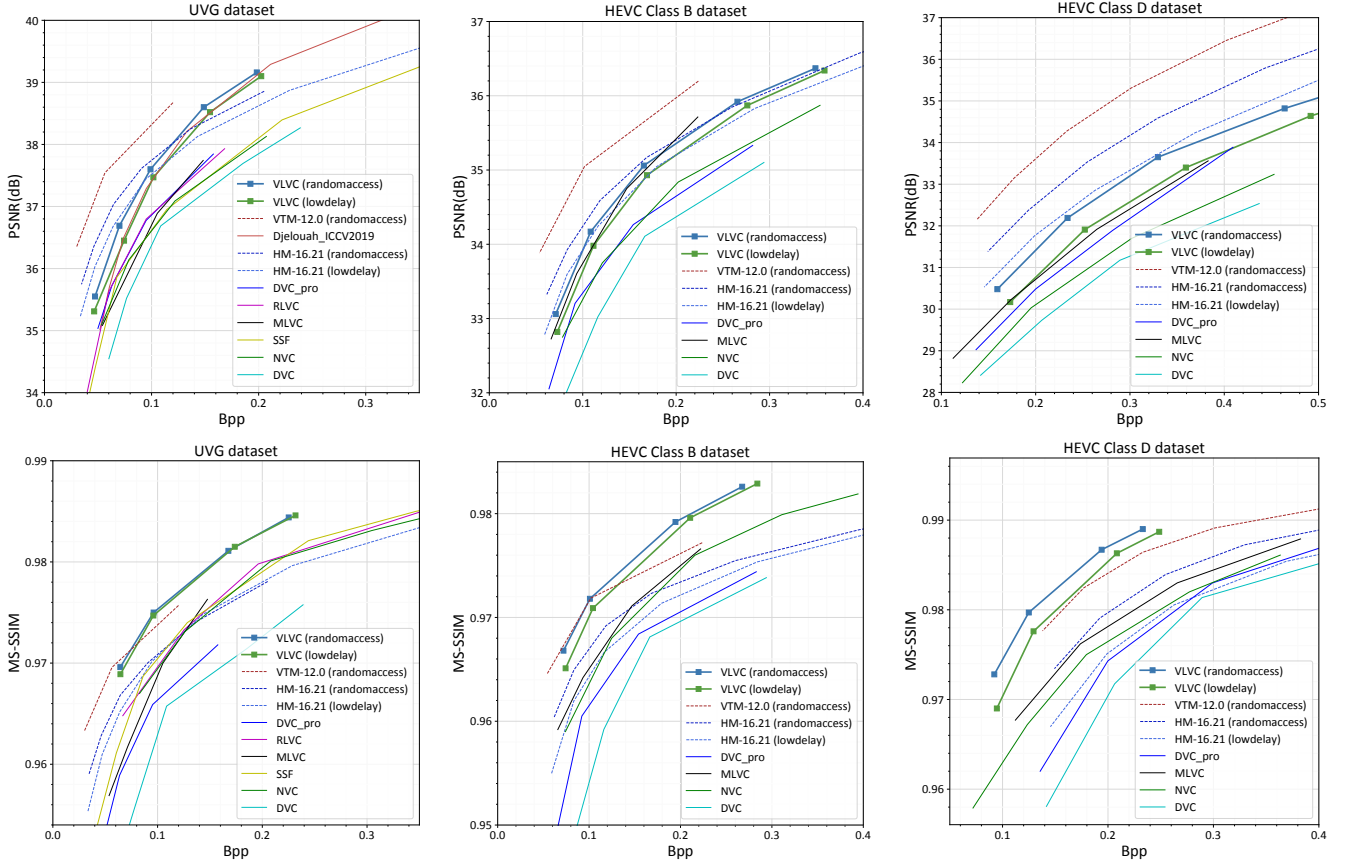 UVG dataset
40
39
38
37
36
35
34
PSNR(dB)
0.0
0.1
0.2
0.3
Bpp
VLVC (randomaccess)
VLVC (lowdelay)
VTM-12.0 (randomaccess)
Djelouah_ICCV2019
HM-16.21 (randomaccess)
HM-16.21 (lowdelay)
DVC_pro
RLVC
MLVC
SSF
NVC
DVC
HEVC Class B dataset
37
36
35
34
33
32
PSNR(dB)
0.0
0.1
0.2
0.3
0.4
Bpp
VLVC (randomaccess)
VLVC (lowdelay)
VTM-12.0 (randomaccess)
HM-16.21 (randomaccess)
HM-16.21 (lowdelay)
DVC_pro
MLVC
NVC
DVC
HEVC Class D dataset
37
36
35
34
33
32
31
30
29
28
PSNR(dB)
0.1
0.2
0.3
0.4
0.5
Bpp
VLVC (randomaccess)
VLVC (lowdelay)
VTM-12.0 (randomaccess)
HM-16.21 (randomaccess)
HM-16.21 (lowdelay)
DVC_pro
MLVC
NVC
DVC
UVG dataset
0.99
0.98
0.97
0.96
MS-SSIM
0.0
0.1
0.2
0.3
Bpp
VLVC (randomaccess)
VLVC (lowdelay)
VTM-12.0 (randomaccess)
HM-16.21 (randomaccess)
HM-16.21 (lowdelay)
DVC_pro
RLVC
MLVC
SSF
NVC
DVC
HEVC Class B dataset
0.98
0.97
0.96
0.95
MS-SSIM
0.0
0.1
0.2
0.3
0.4
Bpp
VLVC (randomaccess)
VLVC (lowdelay)
VTM-12.0 (randomaccess)
HM-16.21 (randomaccess)
HM-16.21 (lowdelay)
DVC_pro
MLVC
NVC
DVC
HEVC Class D dataset
0.99
0.98
0.97
0.96
MS-SSIM
0.1
0.2
0.3
0.4
Bpp
VLVC (randomaccess)
VLVC (lowdelay)
VTM-12.0 (randomaccess)
HM-16.21 (randomaccess)
HM-16.21 (lowdelay)
DVC_pro
MLVC
NVC
DVC